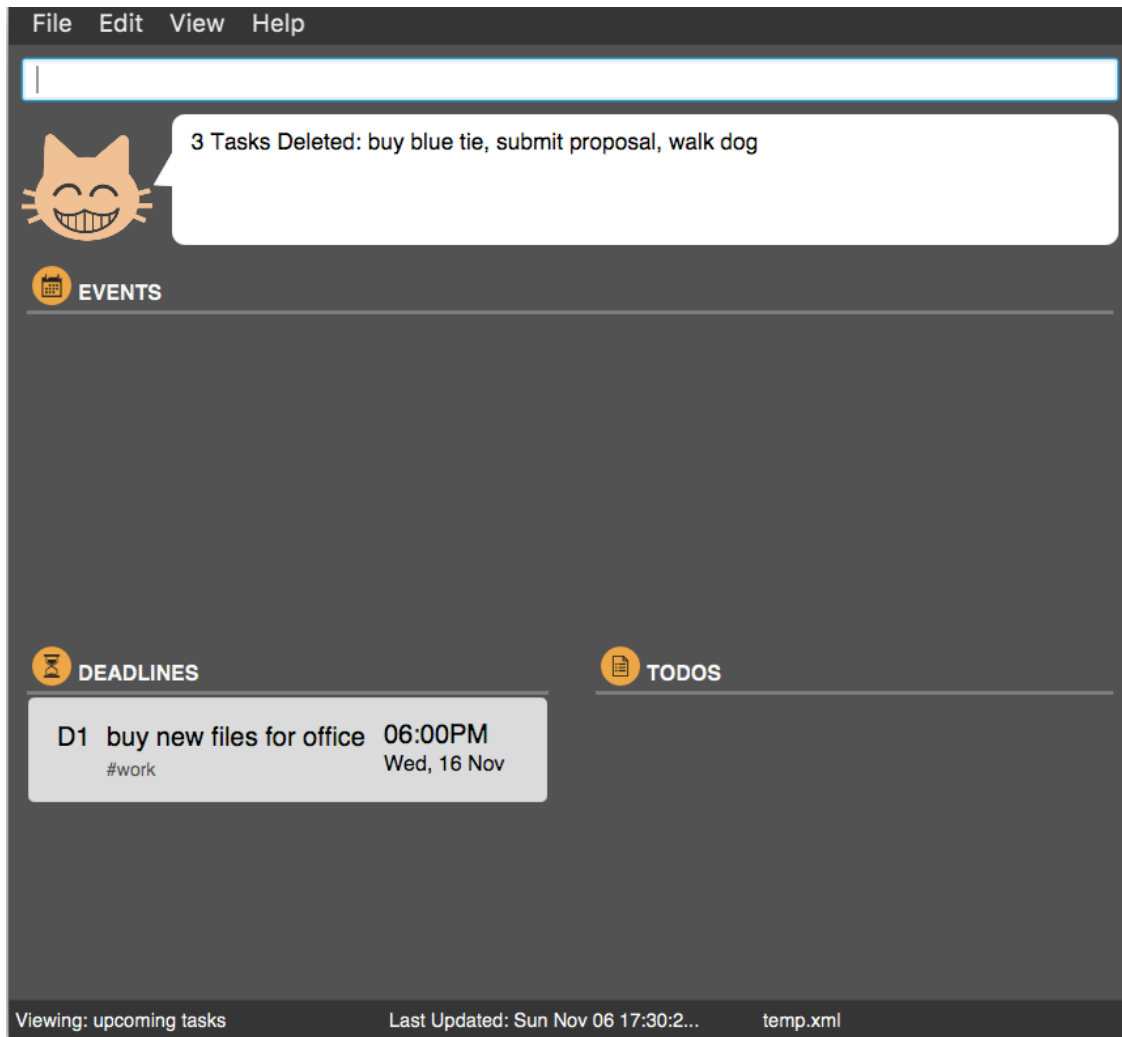 File Edit View Help
3 Tasks Deleted: buy blue tie, submit proposal, walk dog
EVENTS
DEADLINES
D1 buy new files for office 06:00PM
#work Wed, 16 Nov
TODOS
Viewing: upcoming tasks Last Updated: Sun Nov 06 17:30:2... temp.xml